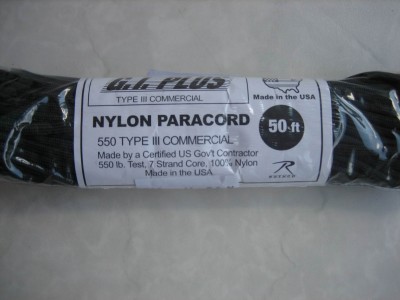 G.I. PLUS
TYPE III COMMERCIAL
Made in the USA
NYLON PARACORD
50-ft
550 TYPE III COMMERCIAL
Made by a Certified US Gov't Contractor
550 lb. Test, 7 Strand Core, 100% Nylon
Made in the USA.
R
ROTHCO